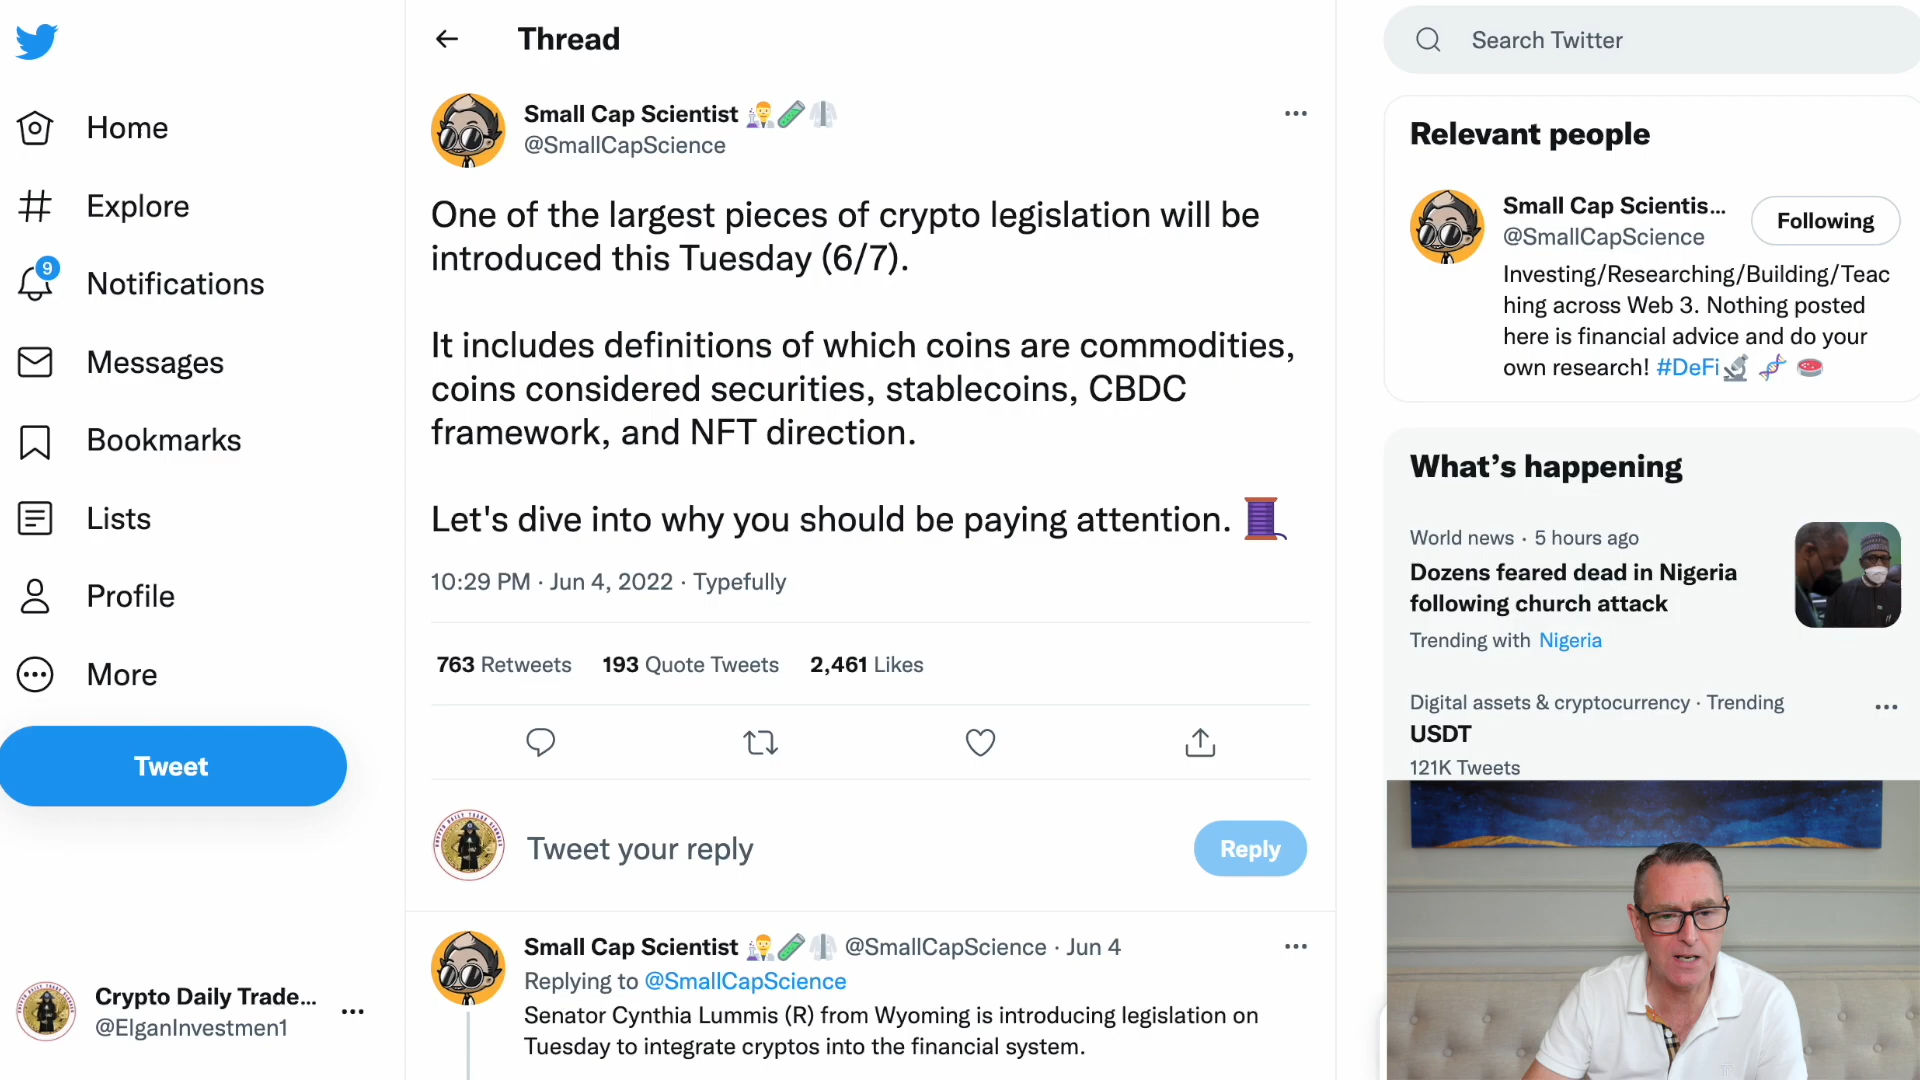 Home
Explore
9
Notifications
Messages
Bookmarks
Lists
Profile
More
Tweet
Crypto Daily Trade...
@ElganInvestmen1
Thread
Small Cap Scientist
@SmallCapScience
One of the largest pieces of crypto legislation will be
introduced this Tuesday (6/7).
It includes definitions of which coins are commodities,
coins considered securities, stablecoins, CBDC
framework, and NFT direction.
Let's dive into why you should be paying attention.
10:29 PM · Jun 4, 2022 · Typefully
763 Retweets 193 Quote Tweets 2,461 Likes
Tweet your reply
Reply
Small Cap Scientist @SmallCapScience · Jun 4
Replying to @SmallCapScience
Senator Cynthia Lummis (R) from Wyoming is introducing legislation on
Tuesday to integrate cryptos into the financial system.
Search Twitter
Relevant people
Small Cap Scientis...
@SmallCapScience
Following
Investing/Researching/Building/Teac
hing across Web 3. Nothing posted
here is financial advice and do your
own research! #DeFi
What's happening
World news · 5 hours ago
Dozens feared dead in Nigeria
following church attack
Trending with Nigeria
Digital assets & cryptocurrency · Trending
USDT
121K Tweets